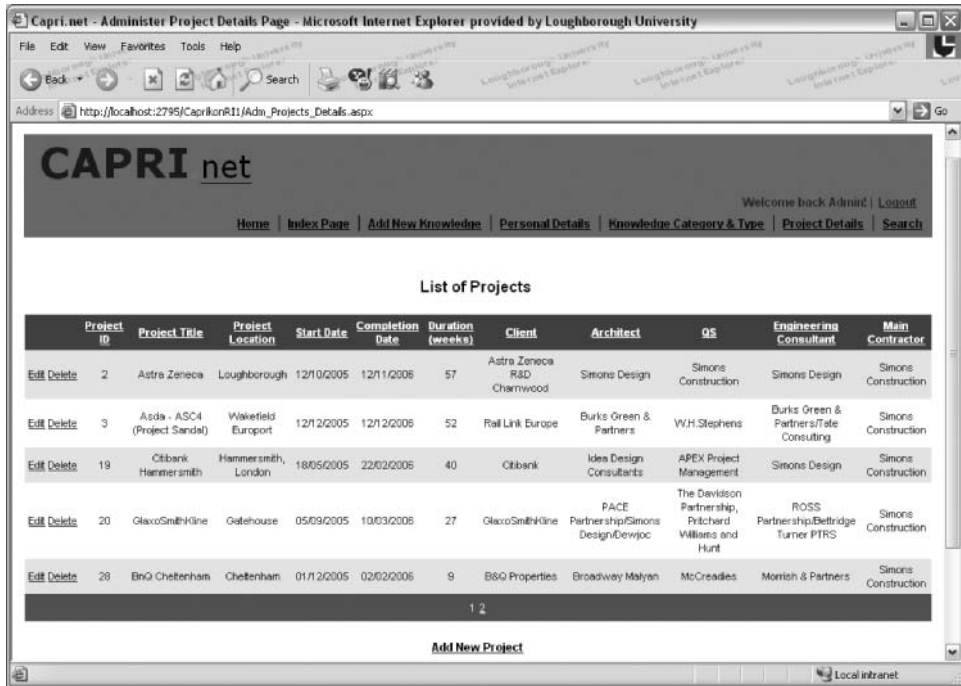 Capri.net - Administer Project Details Page - Microsoft Internet Explorer provided by Loughborough University
File Edit View Favorites Tools Help
Back Search
Address http://localhost:2795/CaprikonR11/Adm_Projects_Details.aspx Go
CAPRI net
Welcome back Admin! | Logout
Home | Index Page | Add New Knowledge | Personal Details | Knowledge Category & Type | Project Details | Search
List of Projects
Project ID Project Title Project Location Start Date Completion Date Duration (weeks) Client Architect QS Engineering Consultant Main Contractor
Edit Delete 2 Astra Zeneca Loughborough 12/10/2005 12/11/2006 57 Astra Zeneca R&D Charnwood Simons Design Simons Construction Simons Design Simons Construction
Edit Delete 3 Asda - ASC4 (Project Sandal) Wakefield Europort 12/12/2005 12/12/2006 52 Rail Link Europe Burks Green & Partners W.H.Stephens Burks Green & Partners/Tate Consulting Simons Construction
Edit Delete 19 Citibank Hammersmith Hammersmith, London 18/05/2005 22/02/2006 40 Citibank Idea Design Consultants APEX Project Management Simons Design Simons Construction
Edit Delete 20 GlaxoSmithKline Gatehouse 05/09/2005 10/03/2006 27 GlaxoSmithKline PACE Partnership/Simons Design/Dewjoc The Davidson Partnership, Pritchard Williams and Hunt ROSS Partnership/Bettridge Turner PTRS Simons Construction
Edit Delete 28 BnQ Cheltenham Cheltenham 01/12/2005 02/02/2006 9 B&Q Properties Broadway Malyan McCreadies Morrish & Partners Simons Construction
1 2
Add New Project
Local intranet